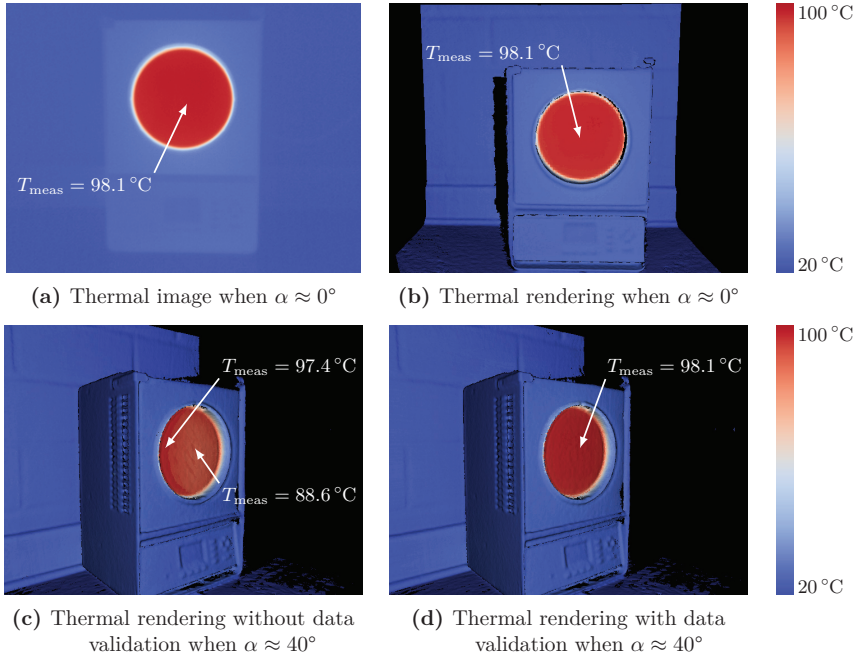 T_meas = 98.1 °C
(a) Thermal image when α ≈ 0°
T_meas = 98.1 °C
(b) Thermal rendering when α ≈ 0°
100 °C
20 °C
T_meas = 97.4 °C
T_meas = 88.6 °C
(c) Thermal rendering without data
validation when α ≈ 40°
T_meas = 98.1 °C
(d) Thermal rendering with data
validation when α ≈ 40°
100 °C
20 °C